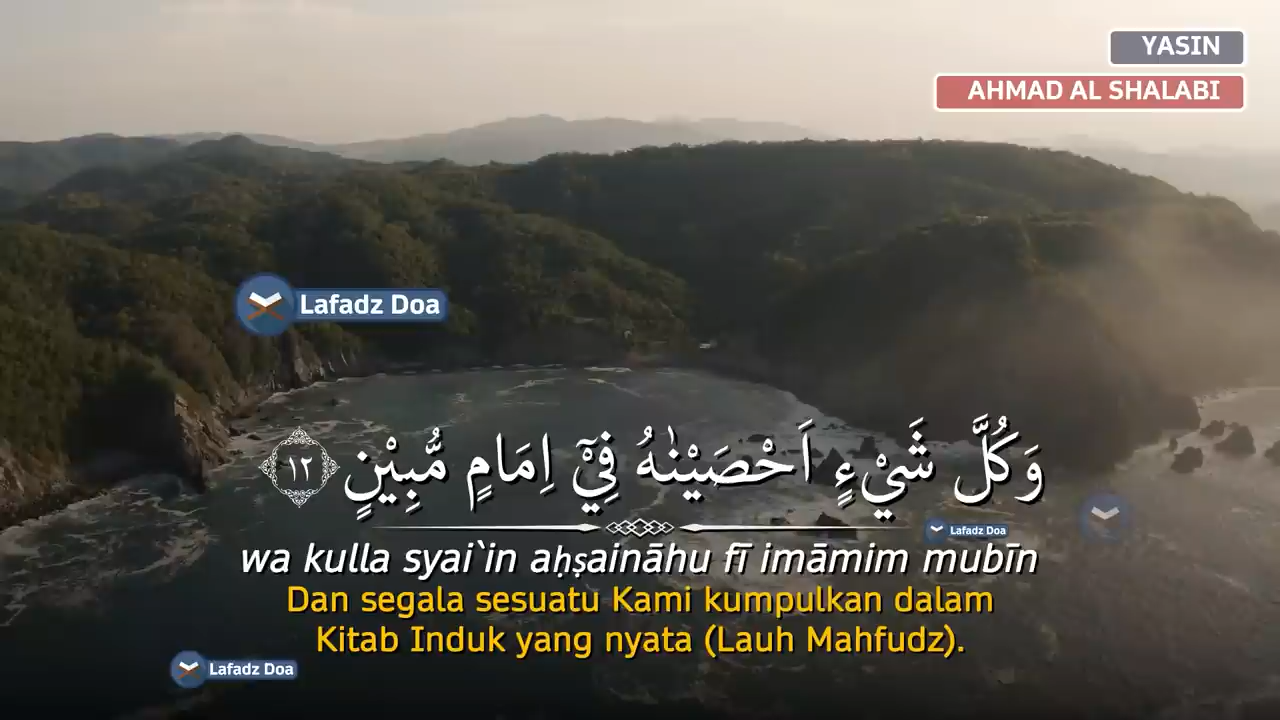 YASIN
AHMAD AL SHALABI
Lafadz Doa
وَكُلَّ شَيْءٍ اَحْصَيْنٰهُ فِيْٓ اِمَامٍ مُّبِيْنٍ ١٢
Lafadz Doa
wa kulla syai`in aḥṣaināhu fī imāmim mubīn
Dan segala sesuatu Kami kumpulkan dalam
Kitab Induk yang nyata (Lauh Mahfudz).
Lafadz Doa